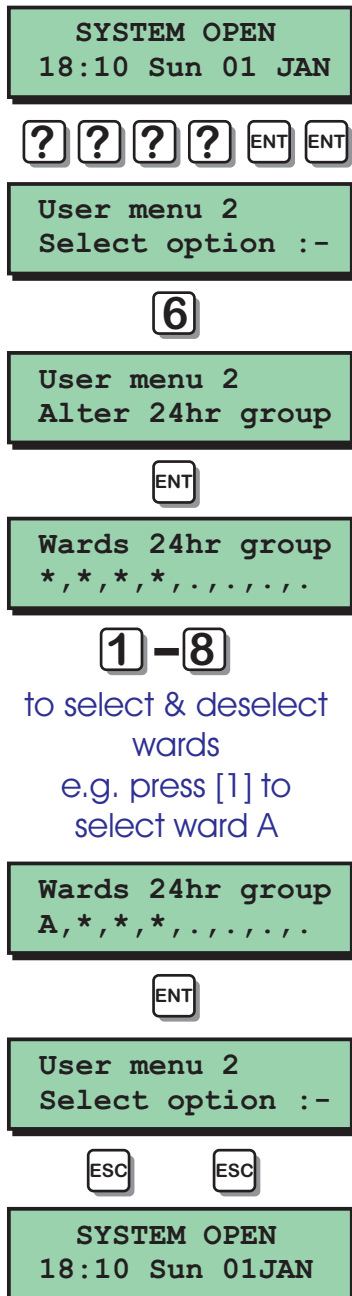 SYSTEM OPEN
18:10 Sun 01 JAN
? ? ? ? ENT ENT
User menu 2
Select option :-
6
User menu 2
Alter 24hr group
ENT
Wards 24hr group
*,*,*,*,.,.,.,.
1-8
to select & deselect
wards
e.g. press [1] to
select ward A
Wards 24hr group
A,*,*,*,.,.,.,.
ENT
User menu 2
Select option :-
ESC ESC
SYSTEM OPEN
18:10 Sun 01JAN